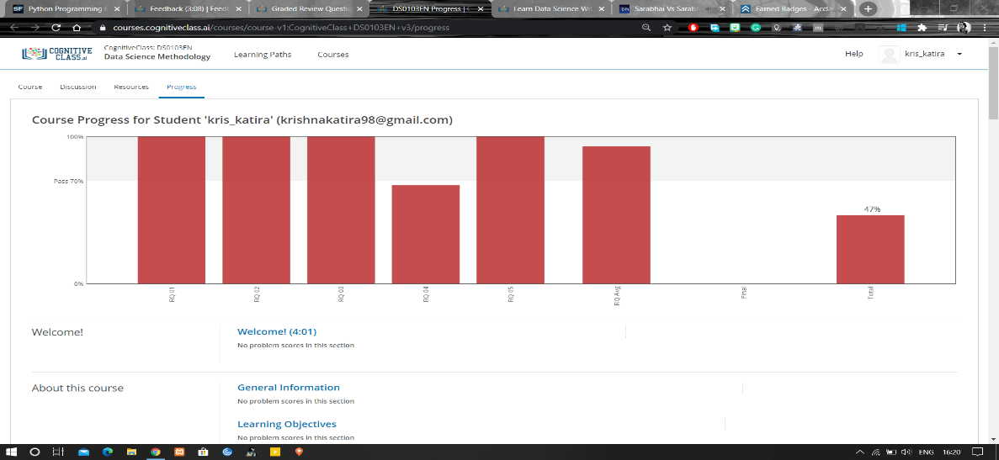 SF Python Programming
Feedback (3:08) | Feed
Graded Review Questi
DS0103EN Progress |
Learn Data Science Wi
DH Sarabhai Vs Sarab
Earned Badges - Accla
courses.cognitiveclass.ai/courses/course-v1:CognitiveClass+DS0103EN+v3/progress
COGNITIVE
CLASS.ai
CognitiveClass: DS0103EN
Data Science Methodology
Learning Paths
Courses
Help
kris_katira
Course
Discussion
Resources
Progress
Course Progress for Student 'kris_katira' (krishnakatira98@gmail.com)
100%
Pass 70%
0%
47%
RQ 01
RQ 02
RQ 03
RQ 04
RQ 05
RQ Avg
Final
Total
Welcome!
Welcome! (4:01)
No problem scores in this section
About this course
General Information
No problem scores in this section
Learning Objectives
No problem scores in this section
ENG
16:20